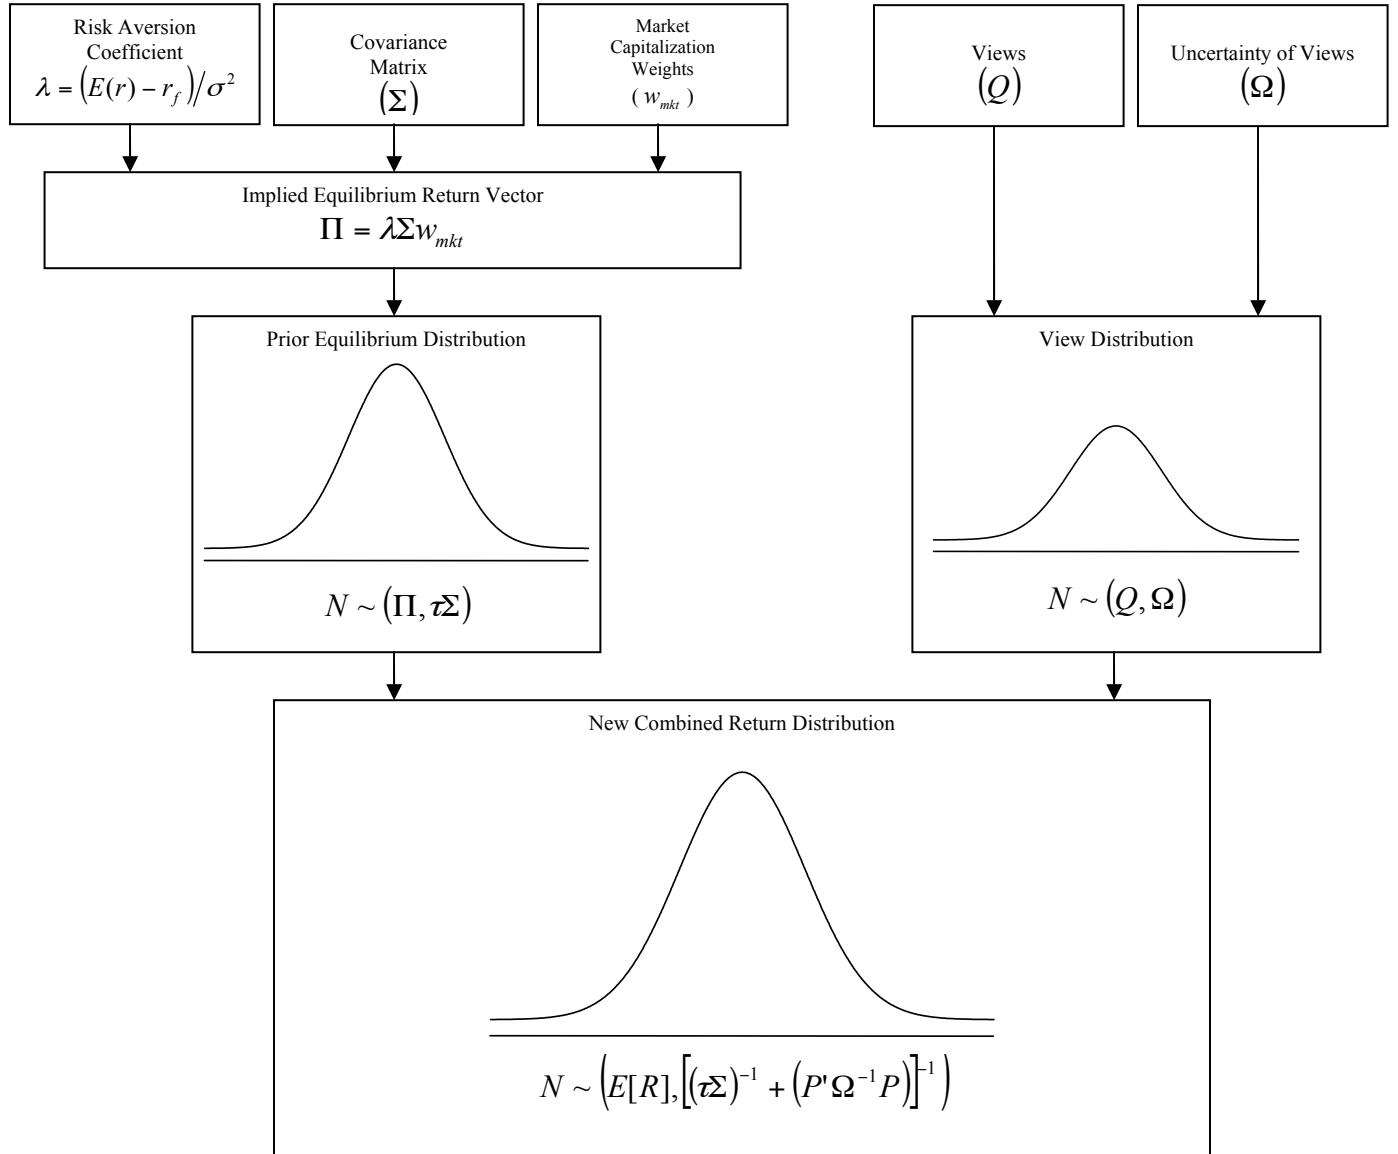 Risk Aversion
Coefficient
λ = (E(r) − r_f)/σ²
Covariance
Matrix
(Σ)
Market
Capitalization
Weights
( w_mkt )
Views
(Q)
Uncertainty of Views
(Ω)
Implied Equilibrium Return Vector
Π = λΣw_mkt
Prior Equilibrium Distribution
N ~ (Π, τΣ)
View Distribution
N ~ (Q, Ω)
New Combined Return Distribution
N ~ (E[R], [(τΣ)⁻¹ + (P'Ω⁻¹P)]⁻¹)